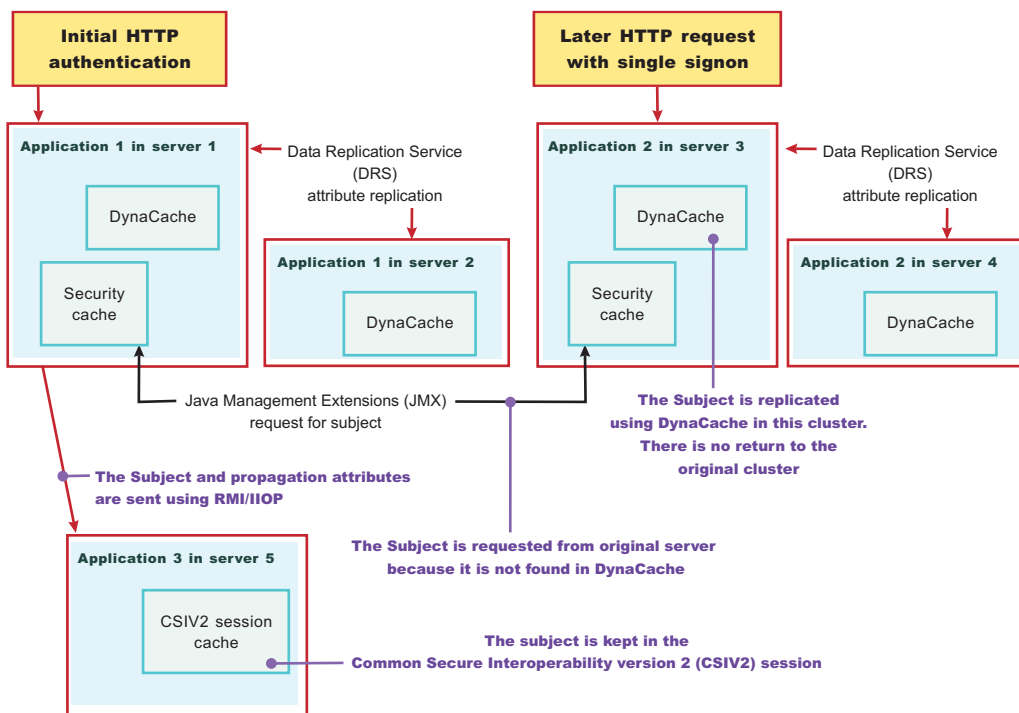 Initial HTTP
authentication
Later HTTP request
with single signon
Application 1 in server 1
DynaCache
Security
cache
Data Replication Service
(DRS)
attribute replication
Application 1 in server 2
DynaCache
Application 2 in server 3
DynaCache
Security
cache
Data Replication Service
(DRS)
attribute replication
Application 2 in server 4
DynaCache
Java Management Extensions (JMX)
request for subject
The Subject is replicated
using DynaCache in this cluster.
There is no return to the
original cluster
The Subject and propagation attributes
are sent using RMI/IIOP
The Subject is requested from original server
because it is not found in DynaCache
Application 3 in server 5
CSIV2 session
cache
The subject is kept in the
Common Secure Interoperability version 2 (CSIV2) session